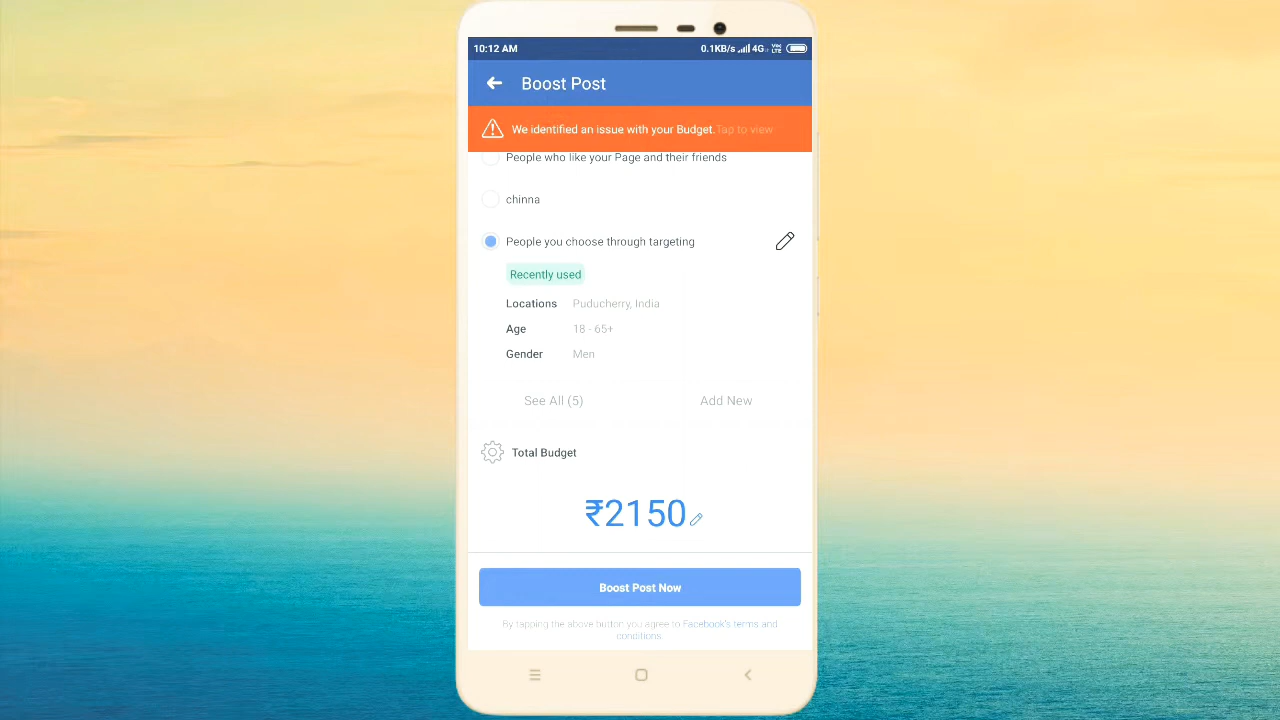 10:12 AM 0.1KB/s 4G VoLTE
Boost Post
We identified an issue with your Budget. Tap to view
People who like your Page and their friends
chinna
People you choose through targeting
Recently used
Locations Puducherry, India
Age 18 - 65+
Gender Men
See All (5) Add New
Total Budget
₹2150
Boost Post Now
By tapping the above button you agree to Facebook's terms and
conditions.